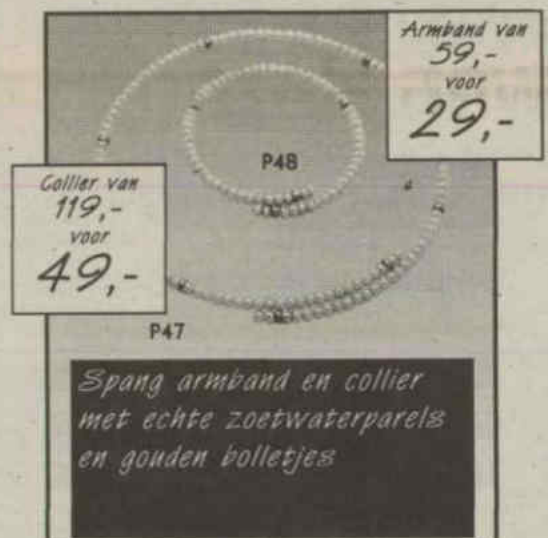 Armband van
59,-
voor
29,-
P48
Collier van
119,-
voor
49,-
P47
Spang armband en collier
met echte zoetwaterparels
en gouden bolletjes